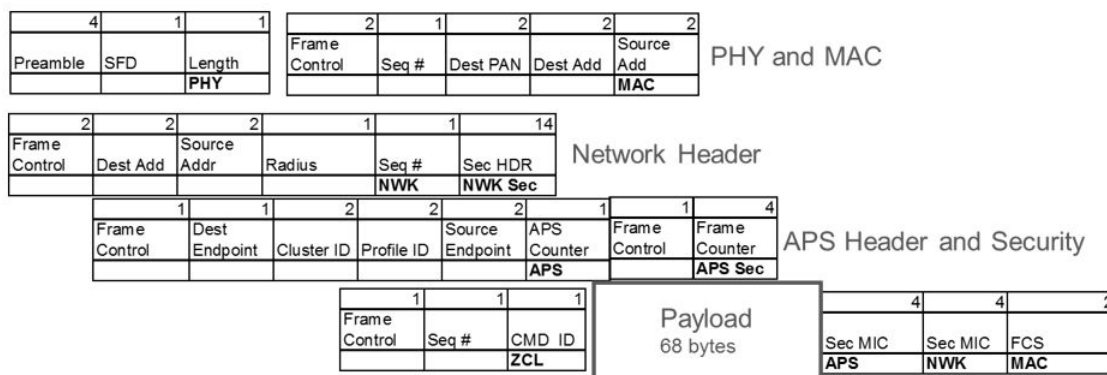 4 1 1
Preamble SFD Length
PHY
2 1 2 2 2
Frame Control Seq # Dest PAN Dest Add Source Add
MAC
PHY and MAC
2 2 2 1 1 14
Frame Control Dest Add Source Addr Radius Seq # Sec HDR
NWK NWK Sec
Network Header
1 1 2 2 2 1 1 4
Frame Control Dest Endpoint Cluster ID Profile ID Source Endpoint APS Counter Frame Control Frame Counter
APS APS Sec
APS Header and Security
1 1 1
Frame Control Seq # CMD ID
ZCL
Payload
68 bytes
4 4 2
Sec MIC Sec MIC FCS
APS NWK MAC